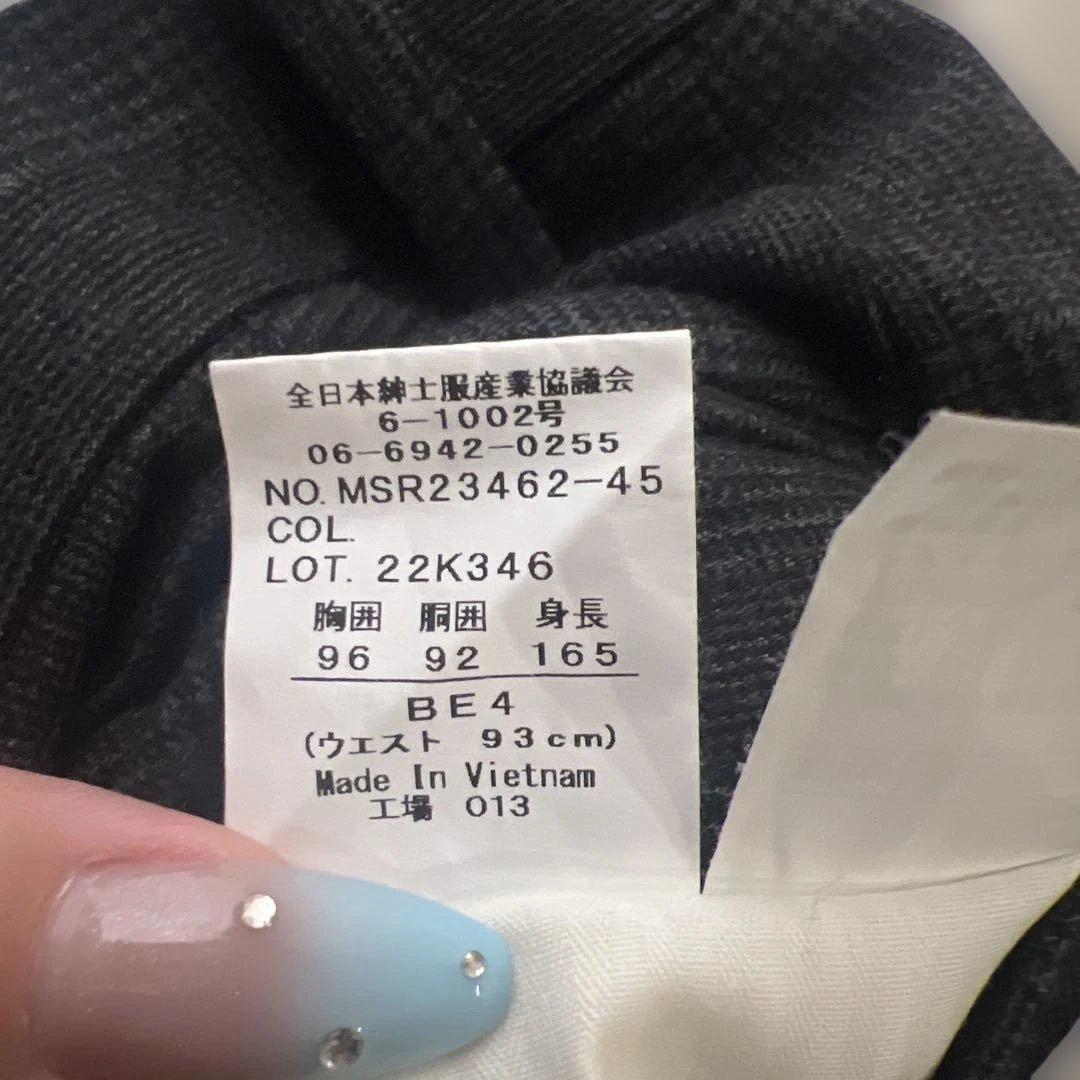 全日本紳士服産業協議会
6-1002号
06-6942-0255
NO. MSR23462-45
COL.
LOT. 22K346
胸囲 胴囲 身長
96 92 165
BE4
(ウエスト 93cm)
Made In Vietnam
工場 013